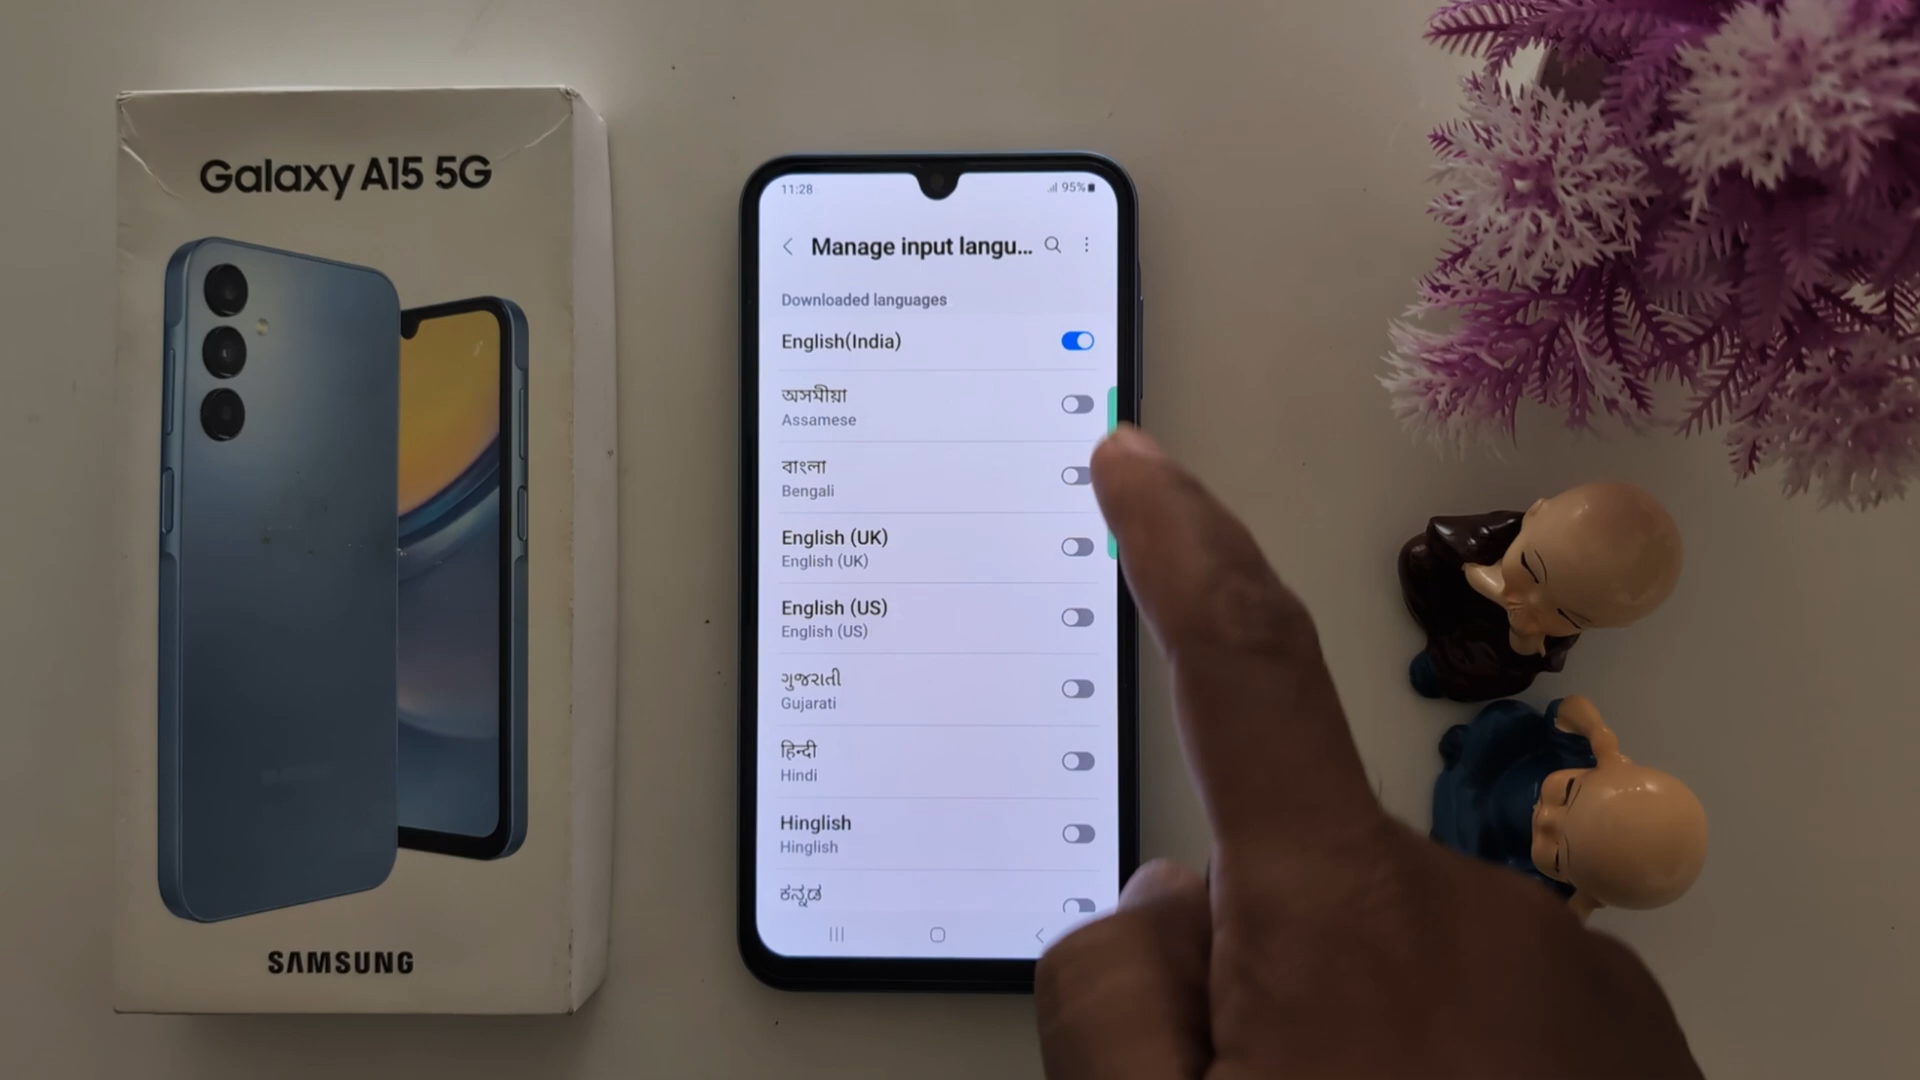 Galaxy A15 5G
SAMSUNG
11:28
95%
Manage input langu...
Downloaded languages
English(India)
অসমীয়া
Assamese
বাংলা
Bengali
English (UK)
English (UK)
English (US)
English (US)
ગુજરાતી
Gujarati
हिन्दी
Hindi
Hinglish
Hinglish
ಕನ್ನಡ